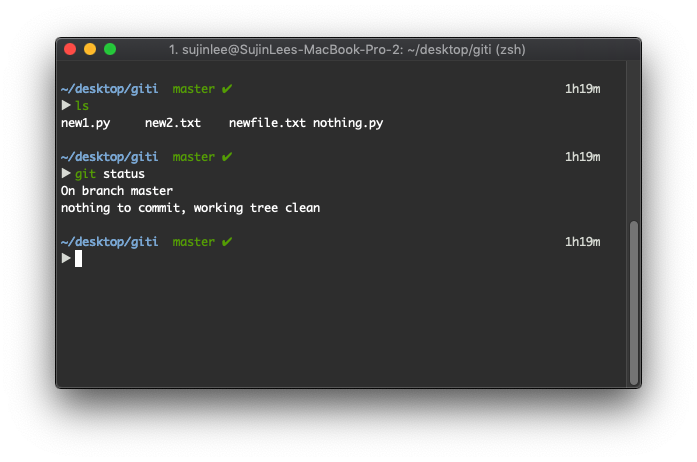 1. sujinlee@SujinLees-MacBook-Pro-2: ~/desktop/giti (zsh)
~/desktop/giti master ✔ 1h19m
▶ ls
new1.py new2.txt newfile.txt nothing.py
~/desktop/giti master ✔ 1h19m
▶ git status
On branch master
nothing to commit, working tree clean
~/desktop/giti master ✔ 1h19m
▶